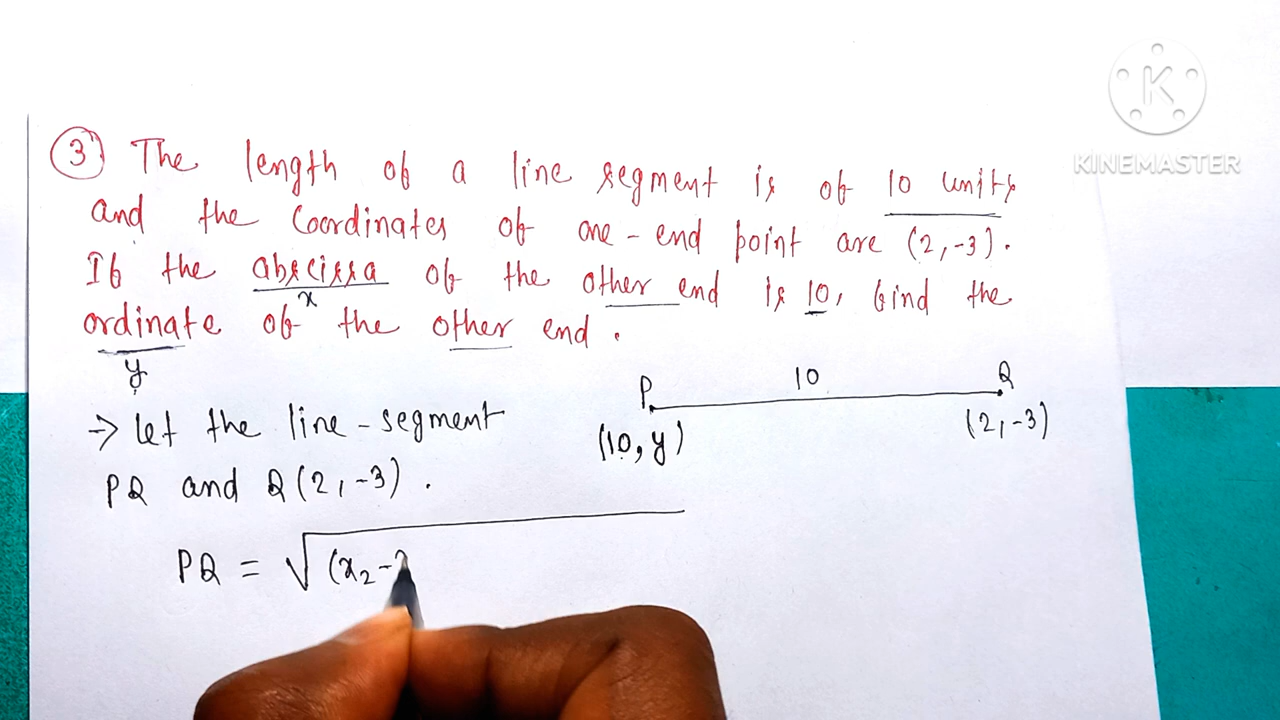 K
KINEMASTER
3 The length of a line segment is of 10 units
and the coordinates of one-end point are (2,-3).
If the abscissa of the other end is 10, find the
x
ordinate of the other end.
y
P 10 Q
(10, y) (2,-3)
→ Let the line-segment
PQ and Q(2,-3).
PQ = √(x₂-